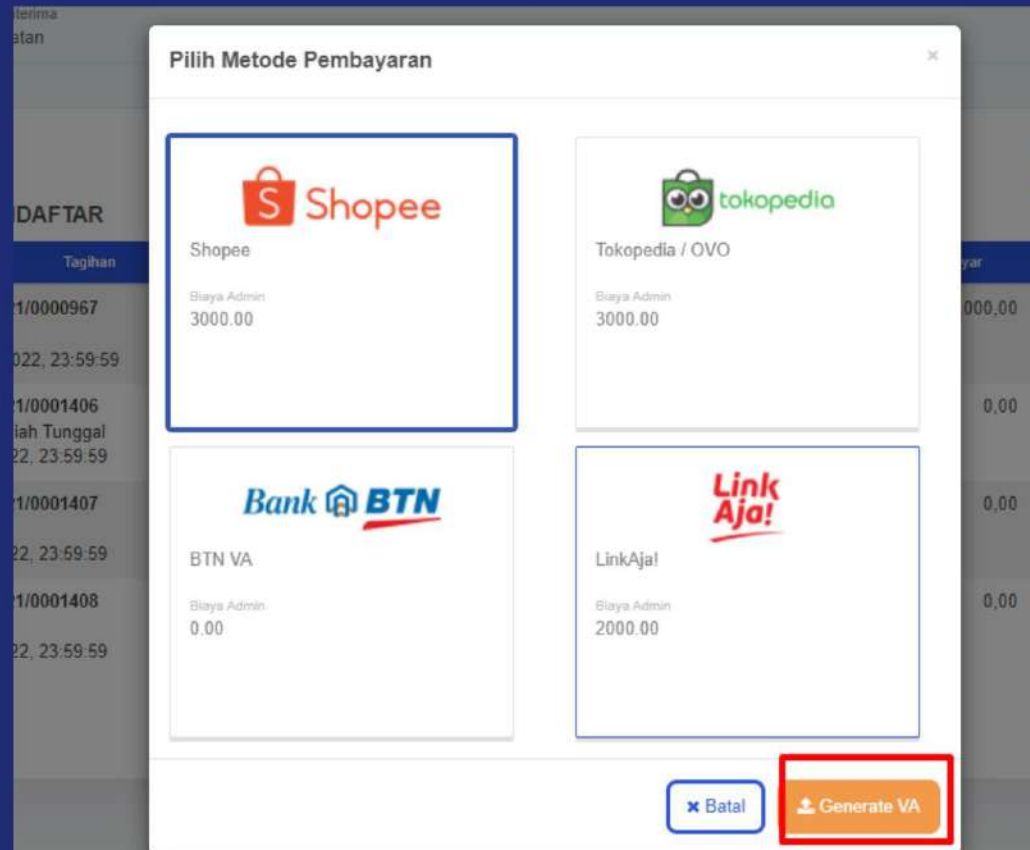 atan
Pilih Metode Pembayaran
×
Shopee
Shopee
Biaya Admin
3000.00
tokopedia
Tokopedia / OVO
Biaya Admin
3000.00
Bank BTN
BTN VA
Biaya Admin
0.00
Link
Aja!
LinkAja!
Biaya Admin
2000.00
× Batal
Generate VA
DAFTAR
Tagihan
yar
1/0000967
000,00
022, 23:59:59
1/0001406
0,00
iah Tunggal
22, 23:59:59
1/0001407
0,00
22, 23:59:59
1/0001408
0,00
22, 23:59:59